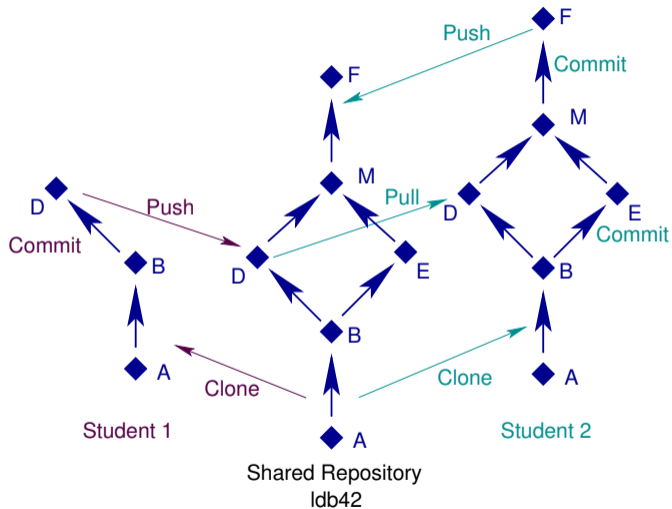 F
Push
Commit
F
M
M
Pull
D
Push
D
E
Commit
Commit
B
D
E
B
B
A
Clone
Clone
A
A
Student 1
Student 2
Shared Repository
ldb42